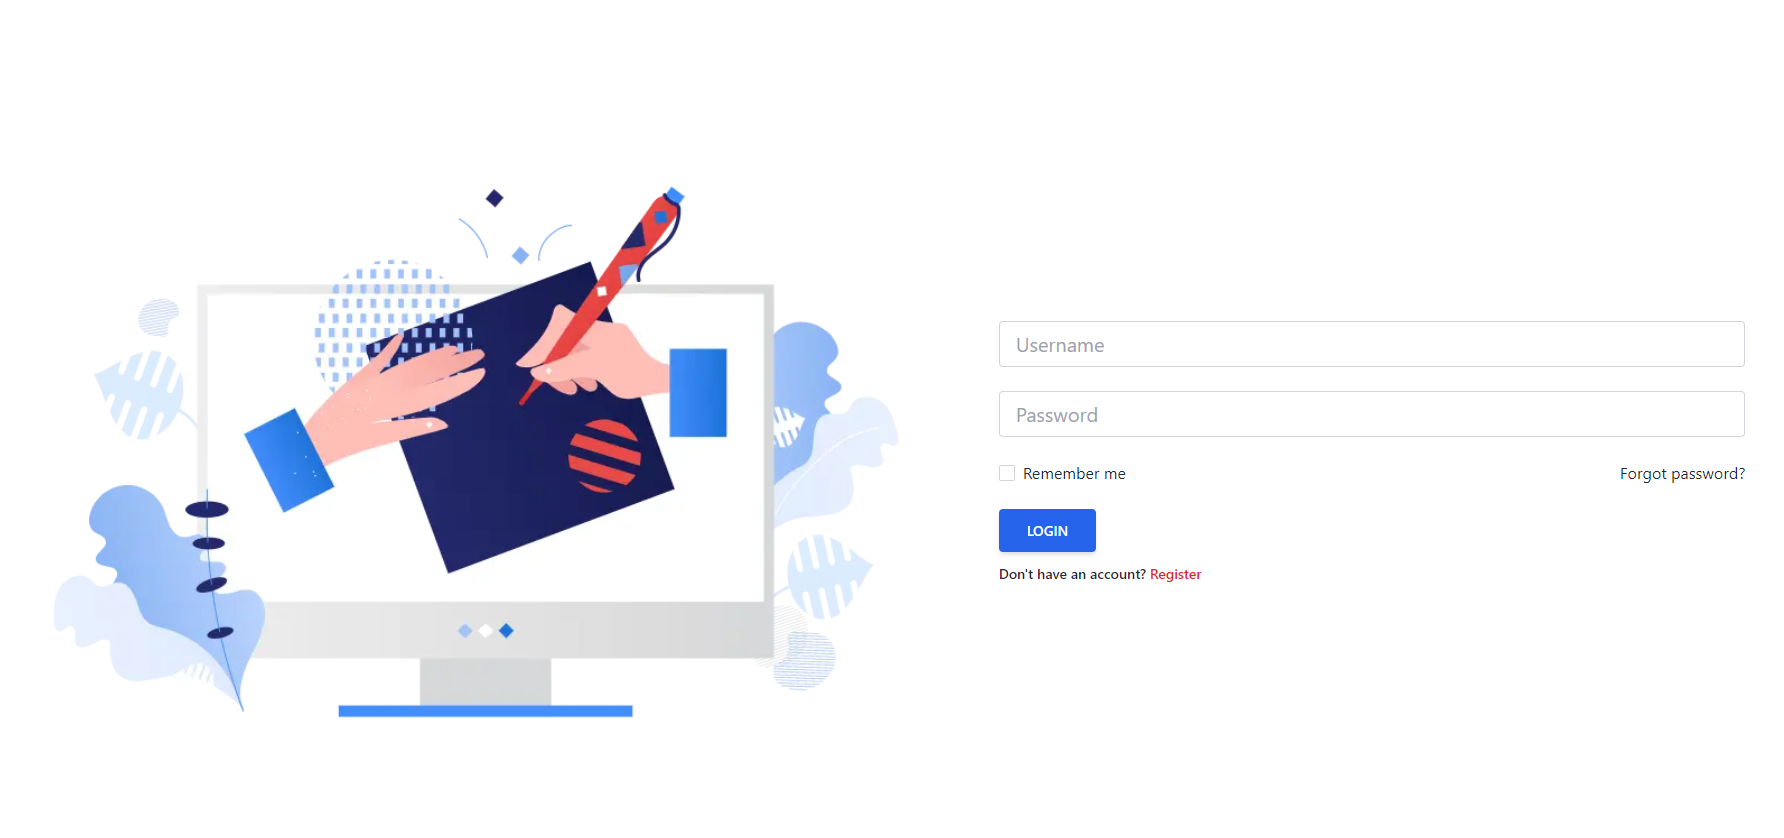 Username
Password
Remember me
Forgot password?
LOGIN
Don't have an account? Register